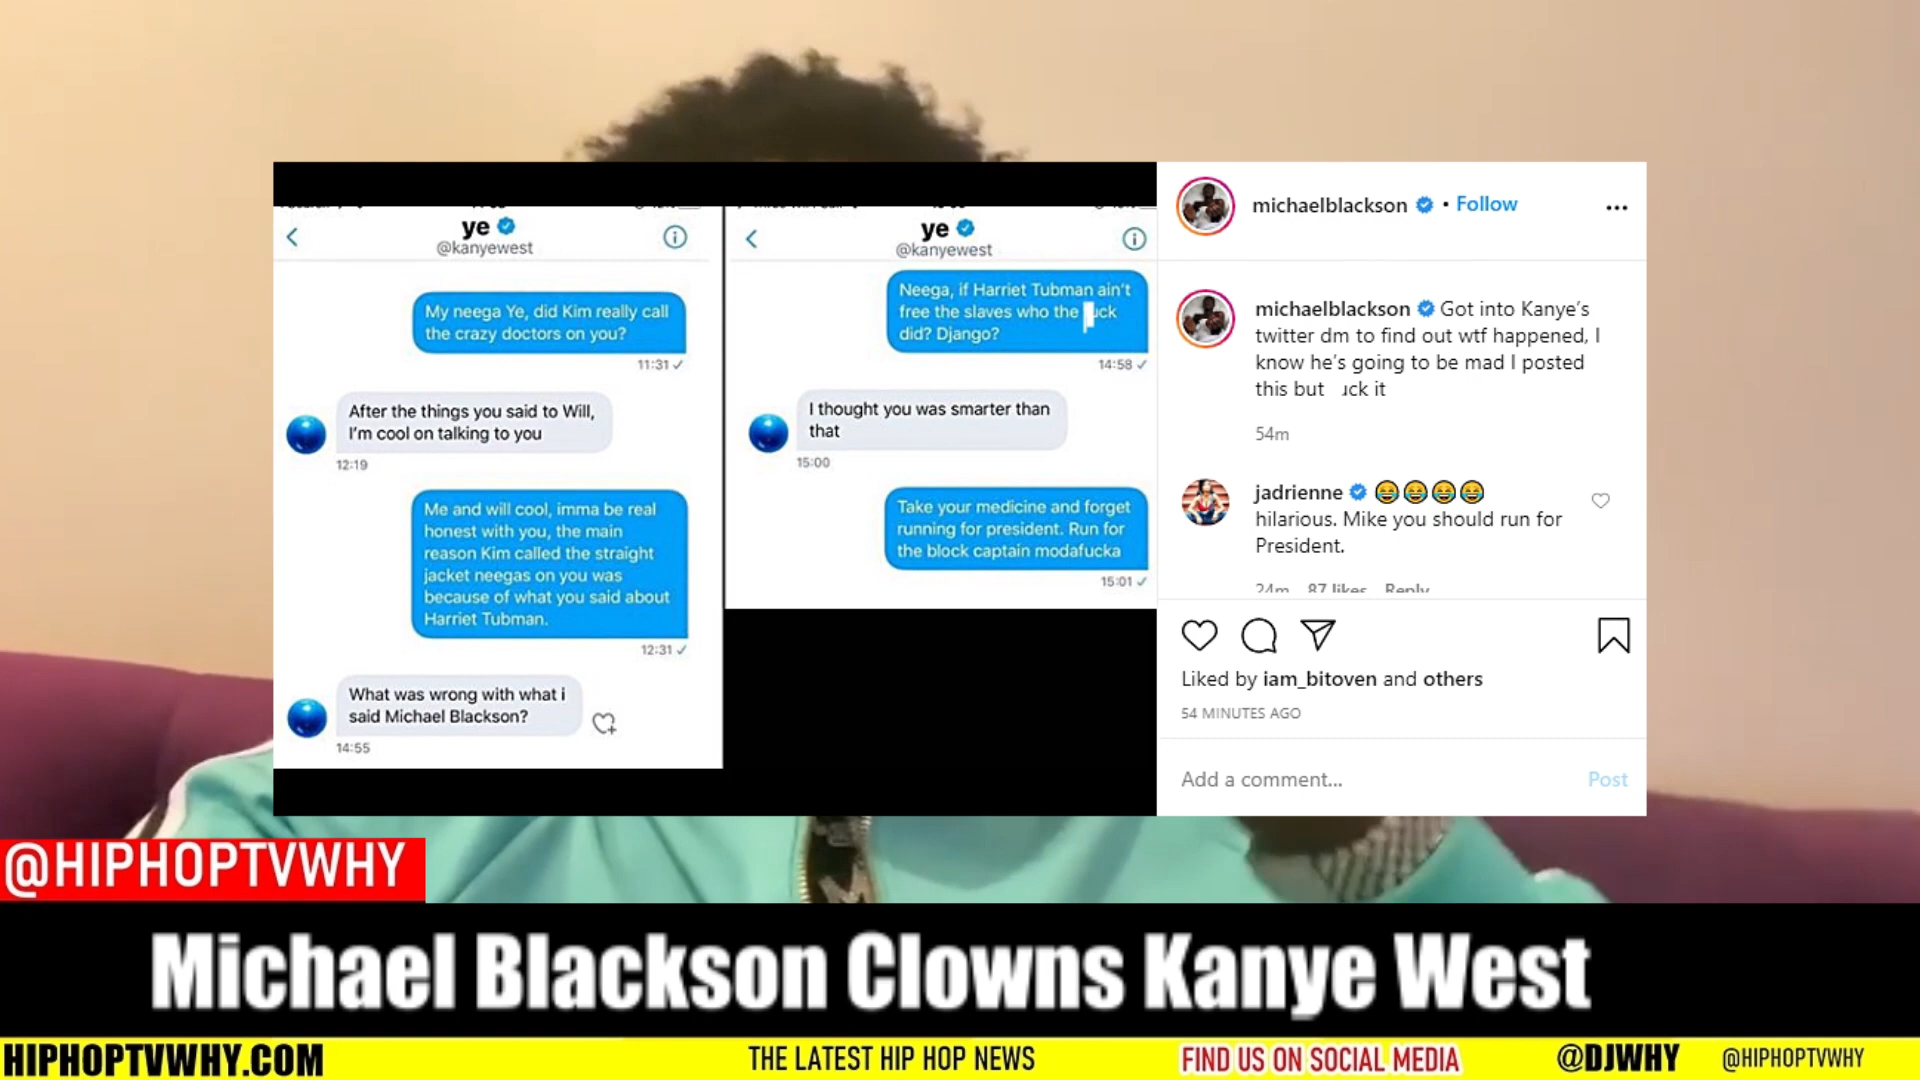 ye
@kanyewest
My neega Ye, did Kim really call
the crazy doctors on you?
11:31
After the things you said to Will,
I'm cool on talking to you
12:19
Me and will cool, imma be real
honest with you, the main
reason Kim called the straight
jacket neegas on you was
because of what you said about
Harriet Tubman.
12:31
What was wrong with what i
said Michael Blackson?
14:55
ye
@kanyewest
Neega, if Harriet Tubman ain't
free the slaves who the uck
did? Django?
14:58
I thought you was smarter than
that
15:00
Take your medicine and forget
running for president. Run for
the block captain modafucka
15:01
michaelblackson • Follow
michaelblackson Got into Kanye's
twitter dm to find out wtf happened, I
know he's going to be mad I posted
this but uck it
54m
jadrienne 😂😂😂😂
hilarious. Mike you should run for
President.
24m 87 likes Reply
Liked by iam_bitoven and others
54 MINUTES AGO
Add a comment... Post
@HIPHOPTVWHY
Michael Blackson Clowns Kanye West
HIPHOPTVWHY.COM THE LATEST HIP HOP NEWS FIND US ON SOCIAL MEDIA @DJWHY @HIPHOPTVWHY